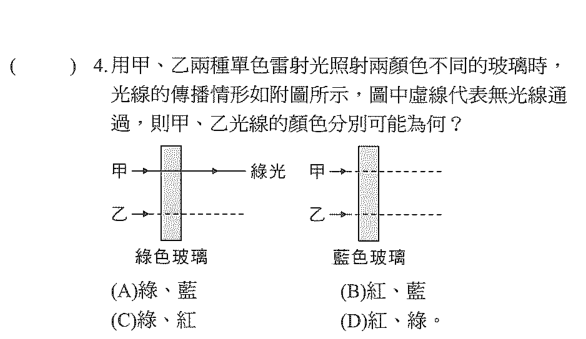 (　　) 4.用甲、乙兩種單色雷射光照射兩顏色不同的玻璃時，
光線的傳播情形如附圖所示，圖中虛線代表無光線通
過，則甲、乙光線的顏色分別可能為何？
甲 綠光 甲
乙 乙
綠色玻璃 藍色玻璃
(A)綠、藍 (B)紅、藍
(C)綠、紅 (D)紅、綠。